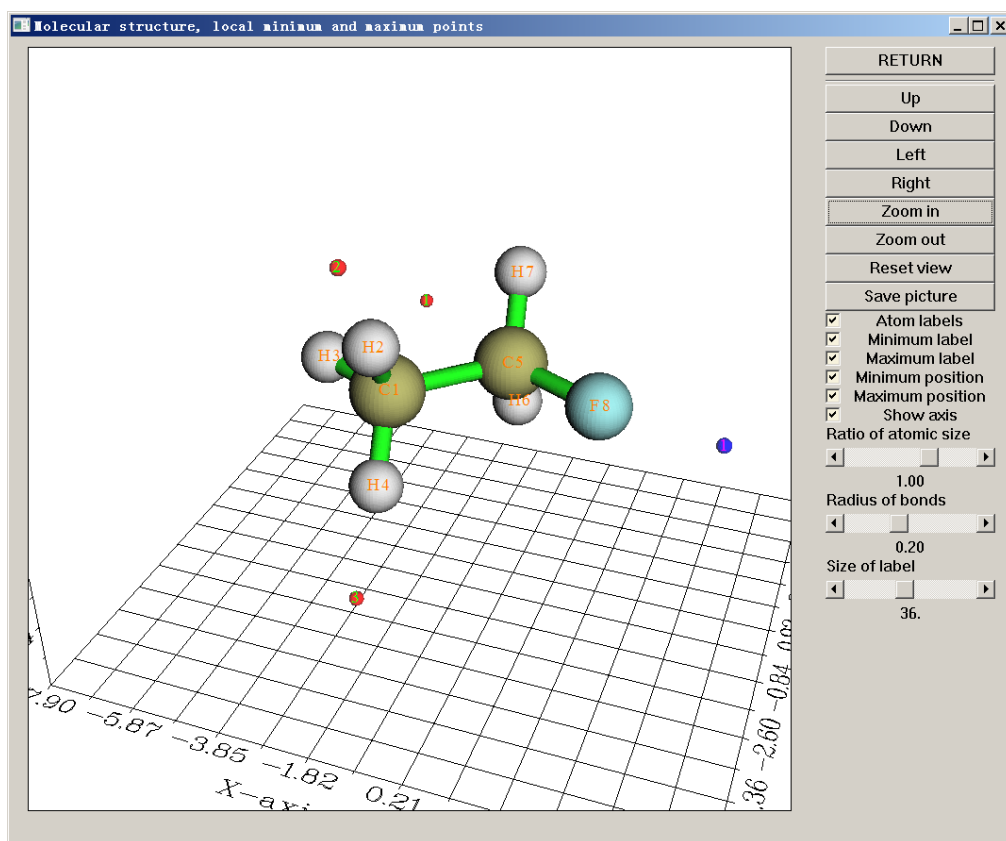 Molecular structure, local minimum and maximum points
RETURN
Up
Down
Left
Right
Zoom in
Zoom out
Reset view
Save picture
Atom labels
Minimum label
Maximum label
Minimum position
Maximum position
Show axis
Ratio of atomic size
1.00
Radius of bonds
0.20
Size of label
36.
2
1
H7
H3
H2
C1
C5
H6
F8
1
H4
3
-5.87
-3.85
-1.82
0.21
-0.84
-2.60